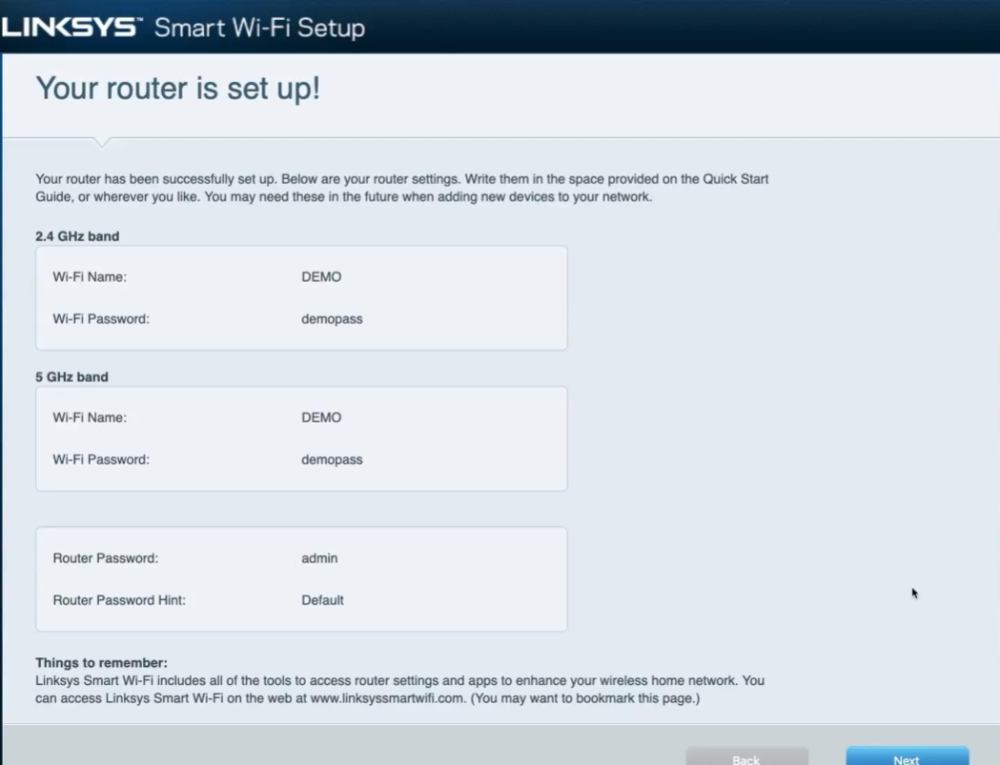 LINKSYS™ Smart Wi-Fi Setup
Your router is set up!
Your router has been successfully set up. Below are your router settings. Write them in the space provided on the Quick Start
Guide, or wherever you like. You may need these in the future when adding new devices to your network.
2.4 GHz band
Wi-Fi Name: DEMO
Wi-Fi Password: demopass
5 GHz band
Wi-Fi Name: DEMO
Wi-Fi Password: demopass
Router Password: admin
Router Password Hint: Default
Things to remember:
Linksys Smart Wi-Fi includes all of the tools to access router settings and apps to enhance your wireless home network. You
can access Linksys Smart Wi-Fi on the web at www.linksyssmartwifi.com. (You may want to bookmark this page.)
Back Next